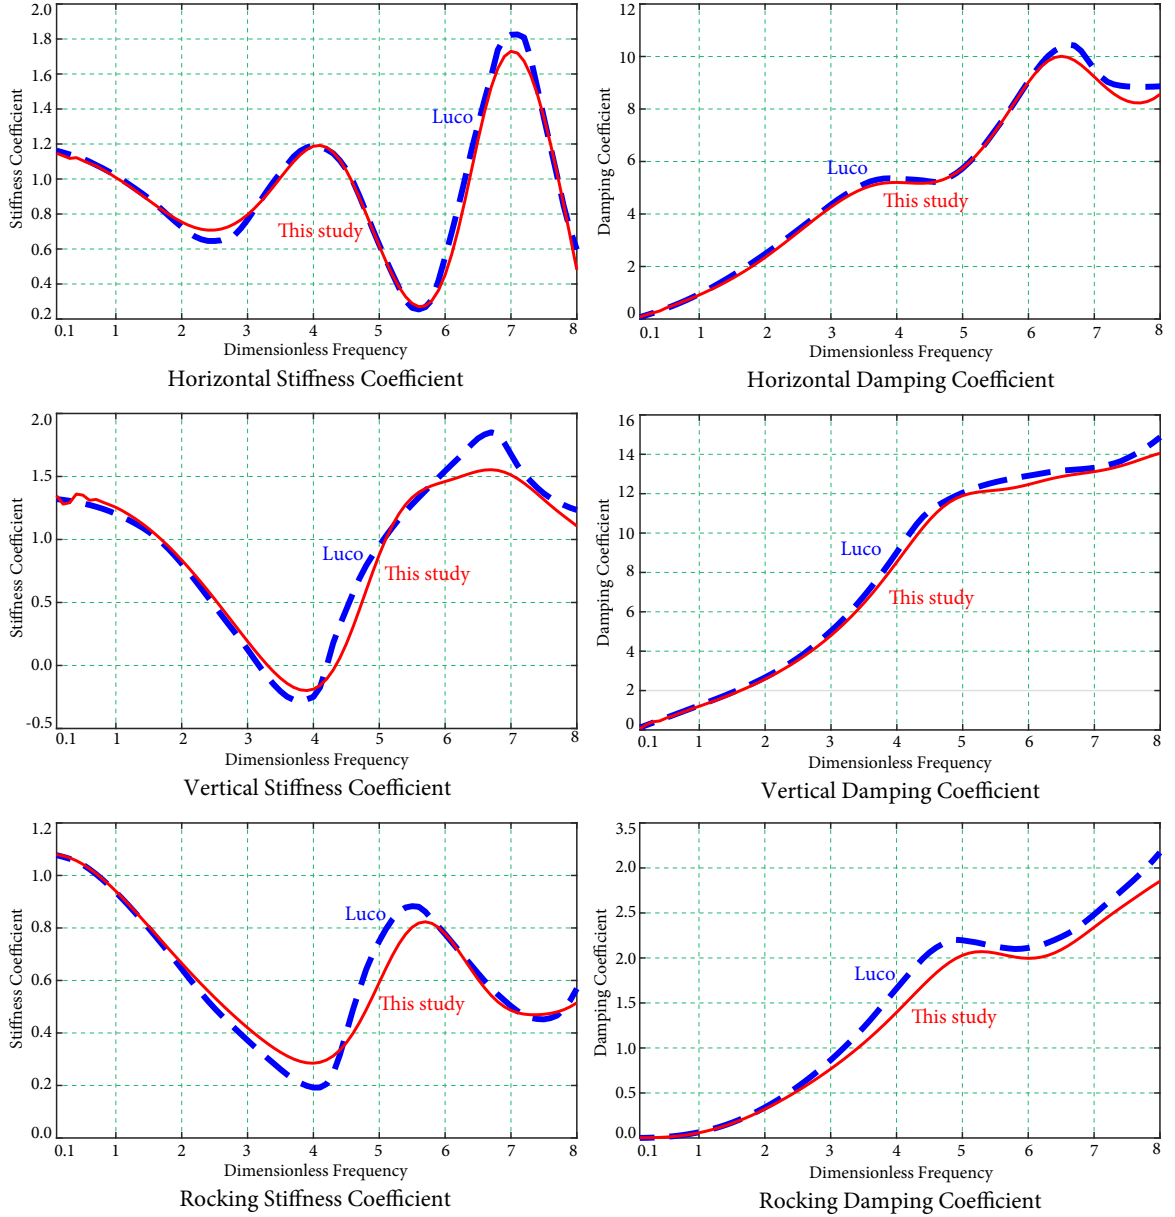 2.0
1.8
1.6
1.4
1.2
1.0
0.8
0.6
0.4
0.2
Stiffness Coefficient
Luco
This study
0.1 1 2 3 4 5 6 7 8
Dimensionless Frequency
Horizontal Stiffness Coefficient
12
10
8
6
4
2
0
Damping Coefficient
Luco
This study
0.1 1 2 3 4 5 6 7 8
Dimensionless Frequency
Horizontal Damping Coefficient
2.0
1.5
1.0
0.5
0.0
-0.5
Stiffness Coefficient
Luco
This study
0.1 1 2 3 4 5 6 7 8
Dimensionless Frequency
Vertical Stiffness Coefficient
16
14
12
10
8
6
4
2
0
Damping Coefficient
Luco
This study
0.1 1 2 3 4 5 6 7 8
Dimensionless Frequency
Vertical Damping Coefficient
1.2
1.0
0.8
0.6
0.4
0.2
0.0
Stiffness Coefficient
Luco
This study
0.1 1 2 3 4 5 6 7 8
Dimensionless Frequency
Rocking Stiffness Coefficient
3.5
2.0
2.5
2.0
1.5
1.0
0.5
0.0
Damping Coefficient
Luco
This study
0.1 1 2 3 4 5 6 7 8
Dimensionless Frequency
Rocking Damping Coefficient